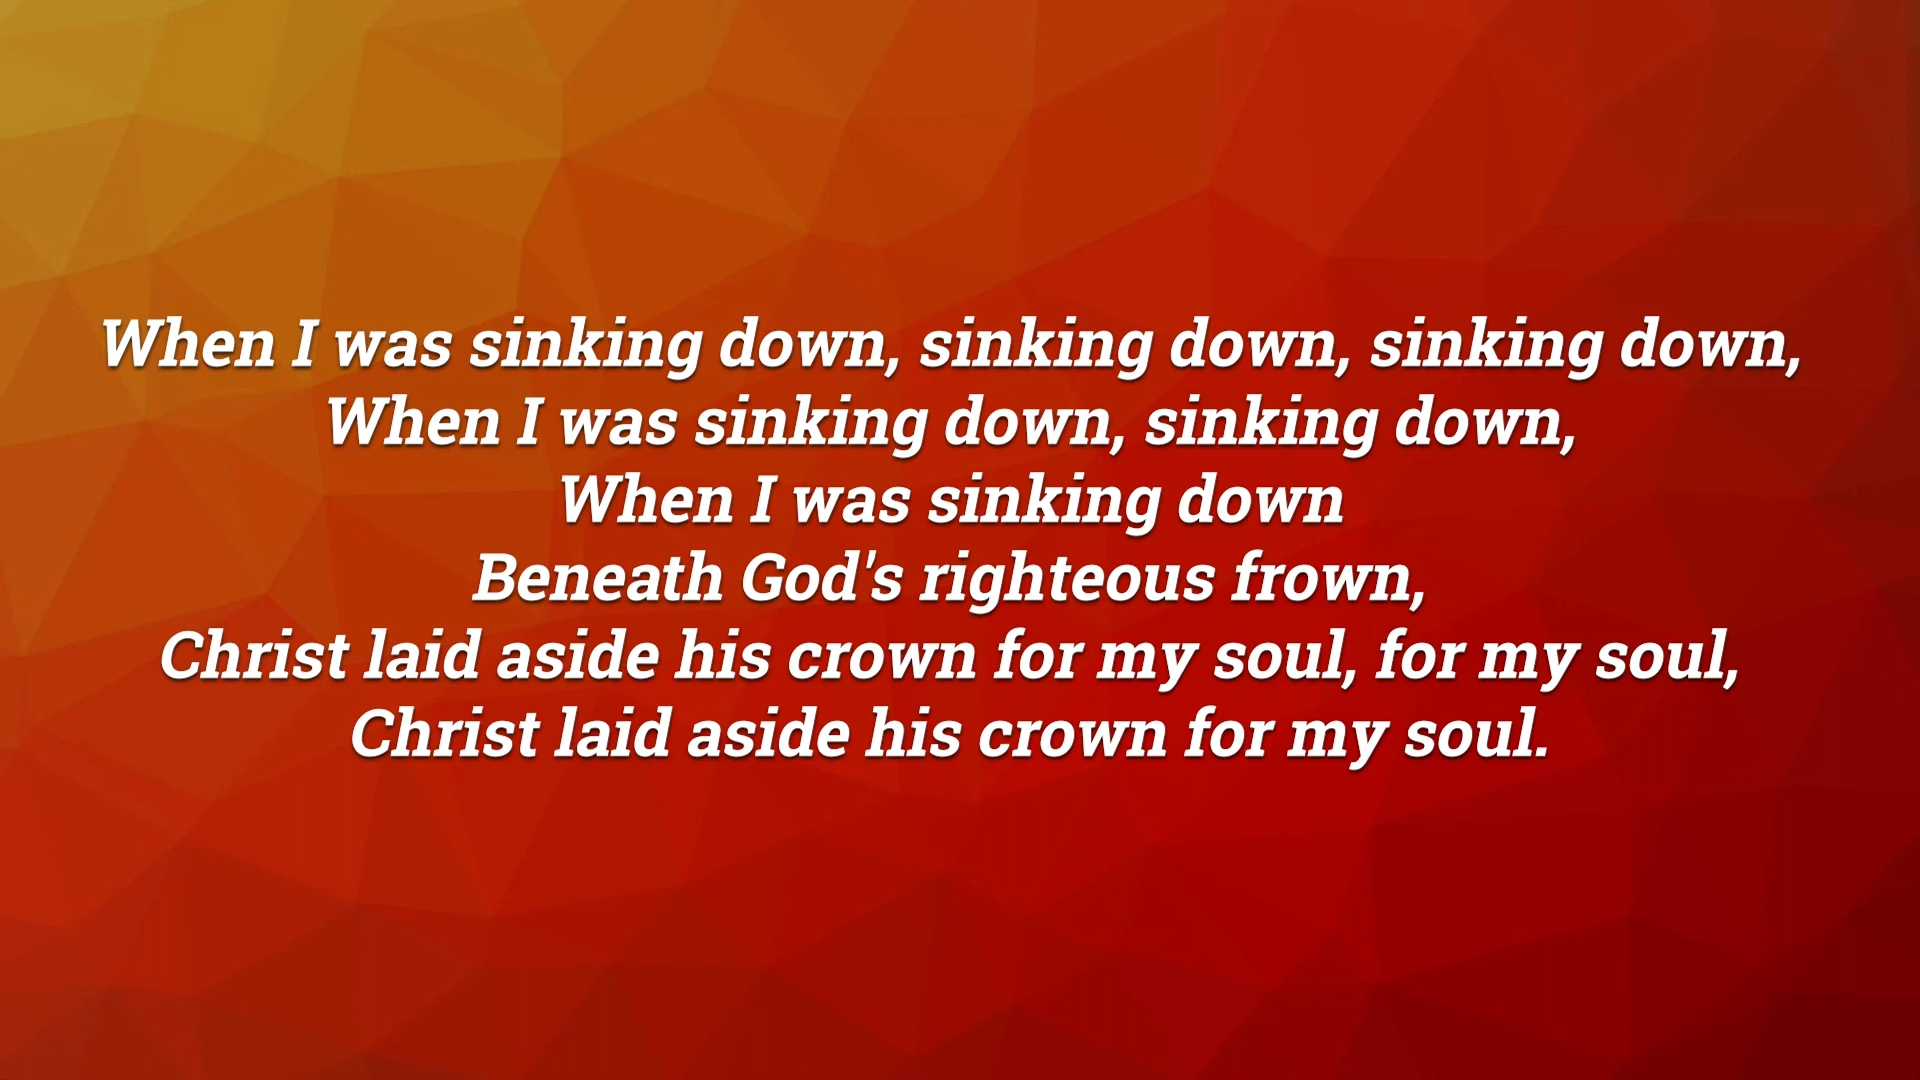 When I was sinking down, sinking down, sinking down,
When I was sinking down, sinking down,
When I was sinking down
Beneath God's righteous frown,
Christ laid aside his crown for my soul, for my soul,
Christ laid aside his crown for my soul.